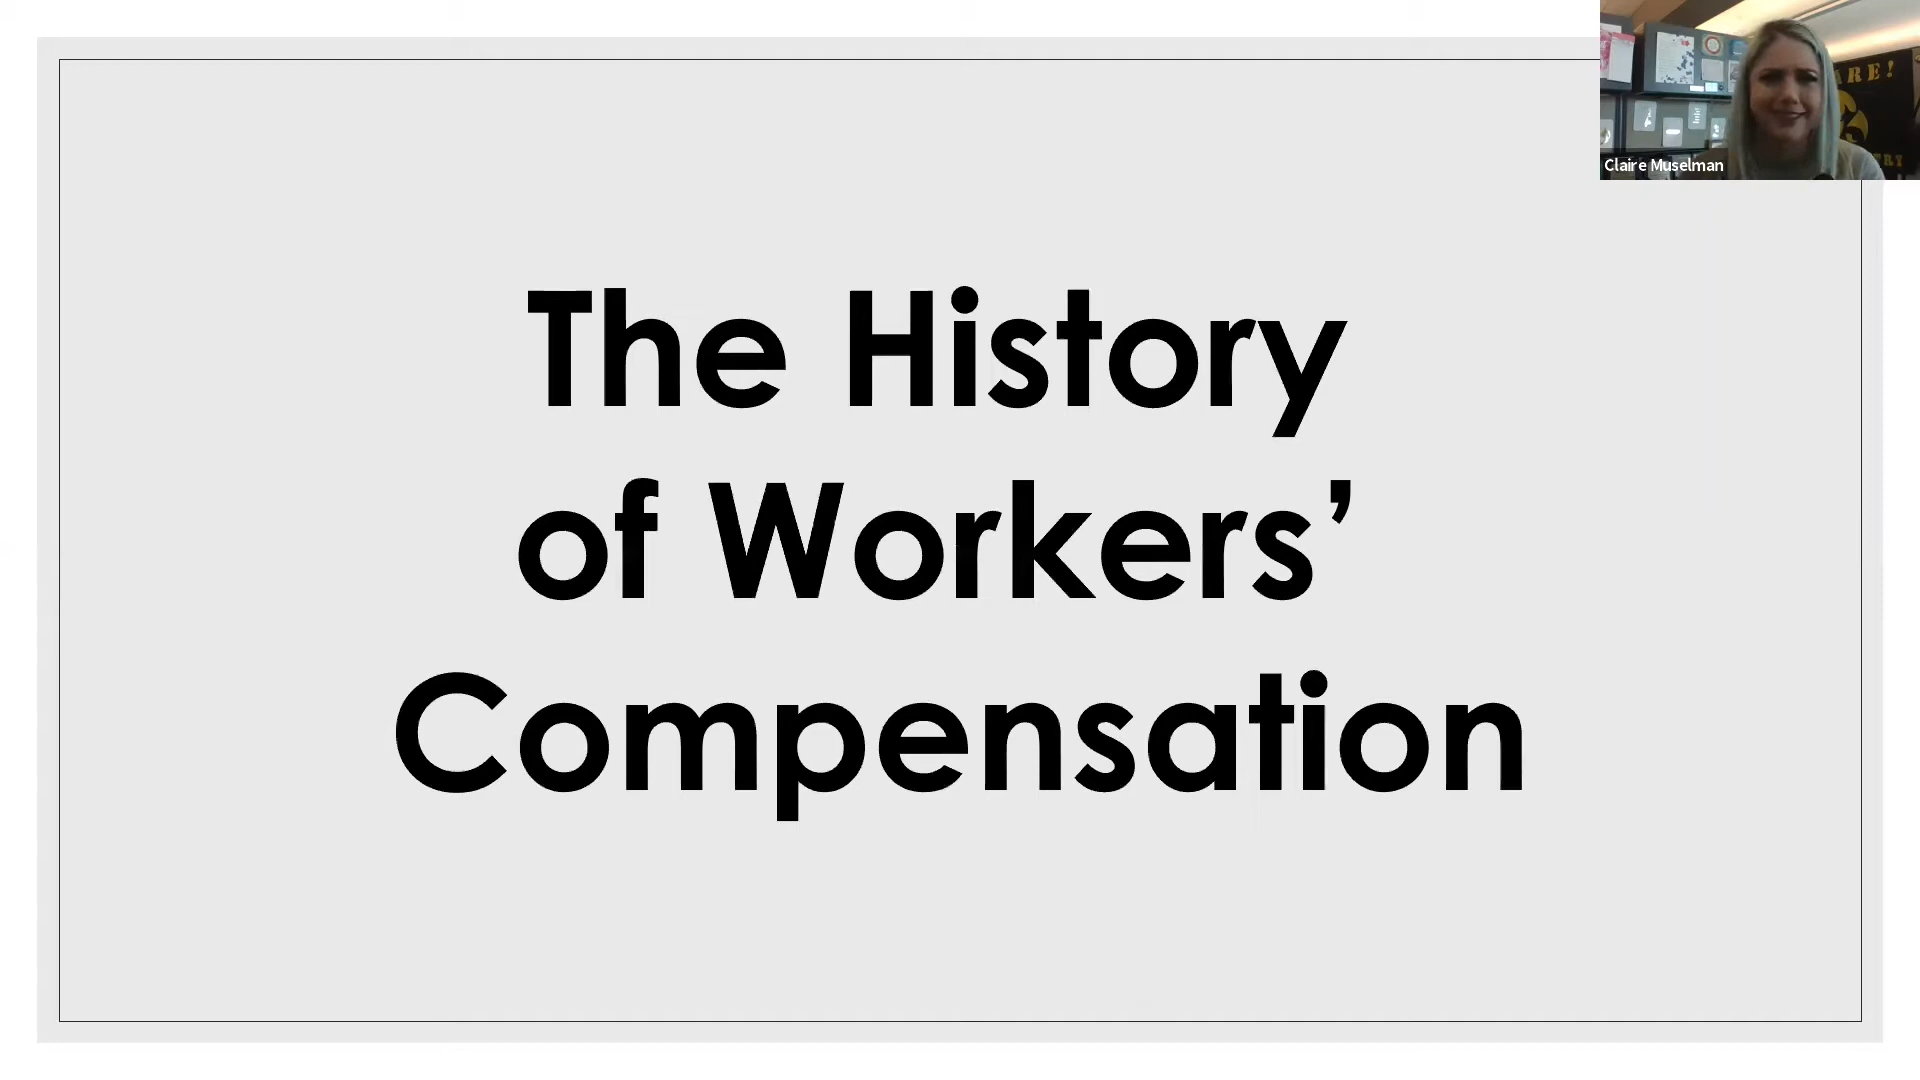 The History
of Workers’
Compensation
Claire Muselman